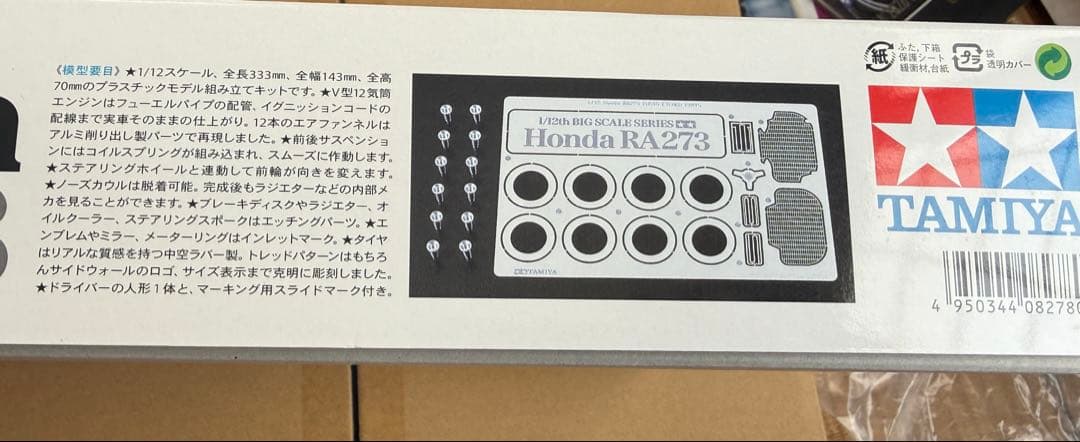 《模型要目》★1/12スケール、全長333mm、全幅143mm、全高
70mmのプラスチックモデル組み立てキットです。★V型12気筒
エンジンはフューエルパイプの配管、イグニッションコードの
配線まで実車そのままの仕上がり。12本のエアファンネルは
アルミ削り出し製パーツで再現しました。★前後サスペンショ
ンにはコイルスプリングが組み込まれ、スムーズに作動します。
★ステアリングホイールと連動して前輪が向きを変えます。
★ノーズカウルは脱着可能。完成後もラジエターなどの内部メ
カを見ることができます。★ブレーキディスクやラジエター、オ
イルクーラー、ステアリングスポークはエッチングパーツ。★エ
ンブレムやミラー、メーターリングはインレットマーク。★タイヤ
はリアルな質感を持つ中空ラバー製。トレッドパターンはもちろ
んサイドウォールのロゴ、サイズ表示まで克明に彫刻しました。
★ドライバーの人形1体と、マーキング用スライドマーク付き。
1/12th BIG SCALE SERIES
Honda RA273
TAMIYA
紙
ふた,下箱
保護シート
緩衝材,台紙
プラ
袋
透明カバー
TAMIYA
4 950344 08278